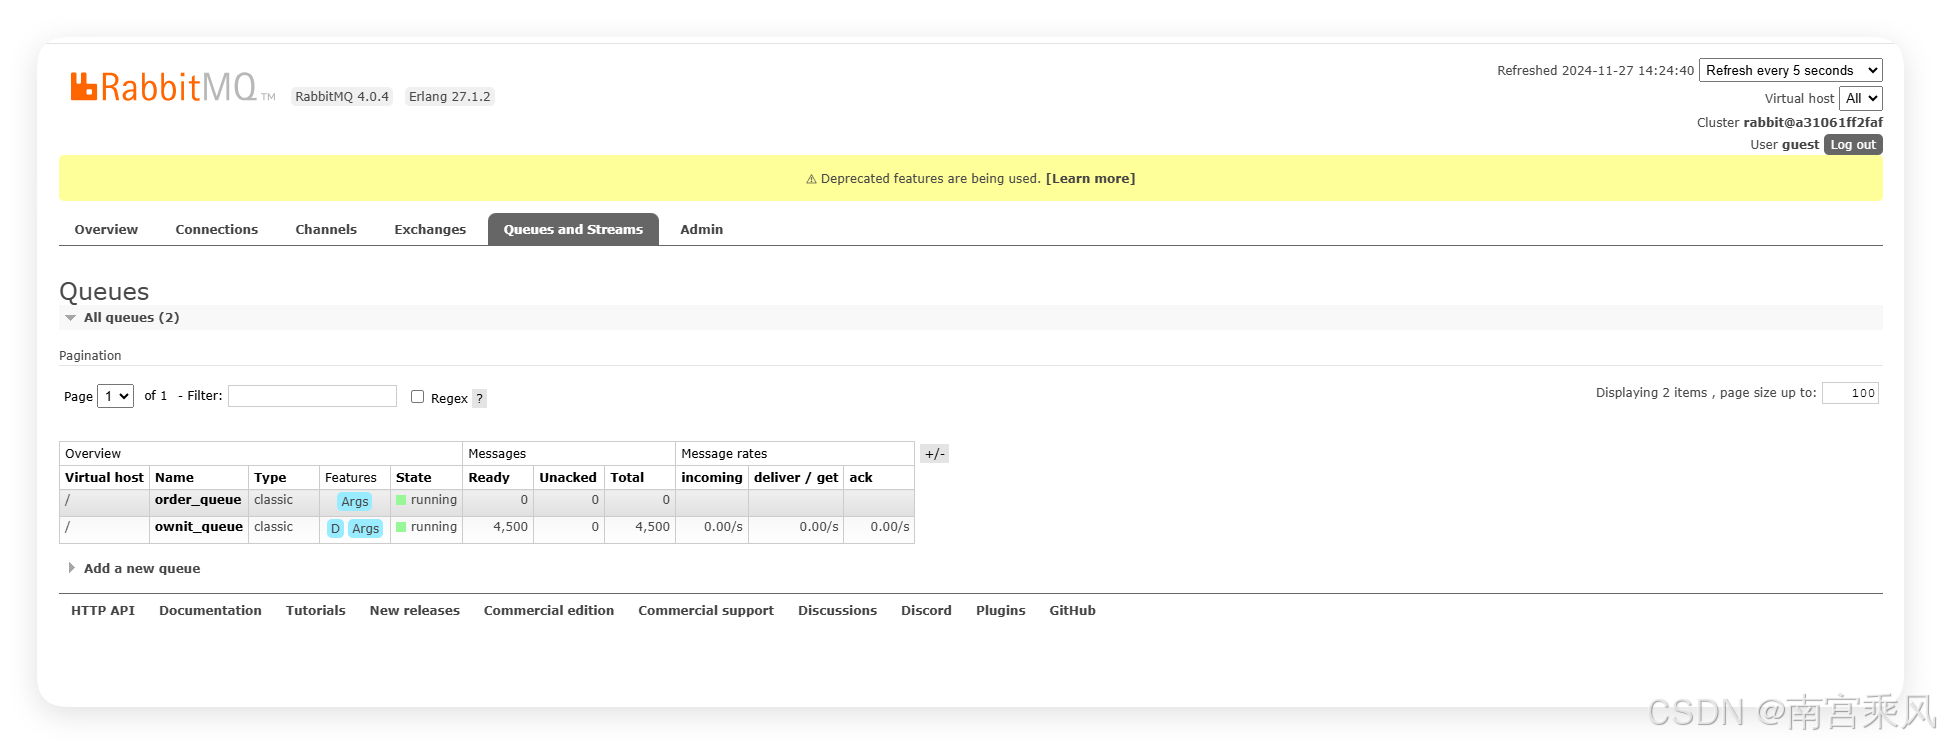 RabbitMQ TM RabbitMQ 4.0.4 Erlang 27.1.2
Refreshed 2024-11-27 14:24:40 Refresh every 5 seconds
Virtual host All
Cluster rabbit@a31061ff2faf
User guest Log out
⚠ Deprecated features are being used. [Learn more]
Overview Connections Channels Exchanges Queues and Streams Admin
Queues
All queues (2)
Pagination
Page 1 of 1 - Filter: Regex ? Displaying 2 items , page size up to: 100
Overview Messages Message rates +/-
Virtual host Name Type Features State Ready Unacked Total incoming deliver / get ack
/ order_queue classic Args running 0 0 0
/ ownit_queue classic D Args running 4,500 0 4,500 0.00/s 0.00/s 0.00/s
Add a new queue
HTTP API Documentation Tutorials New releases Commercial edition Commercial support Discussions Discord Plugins GitHub
CSDN @南宫乘风